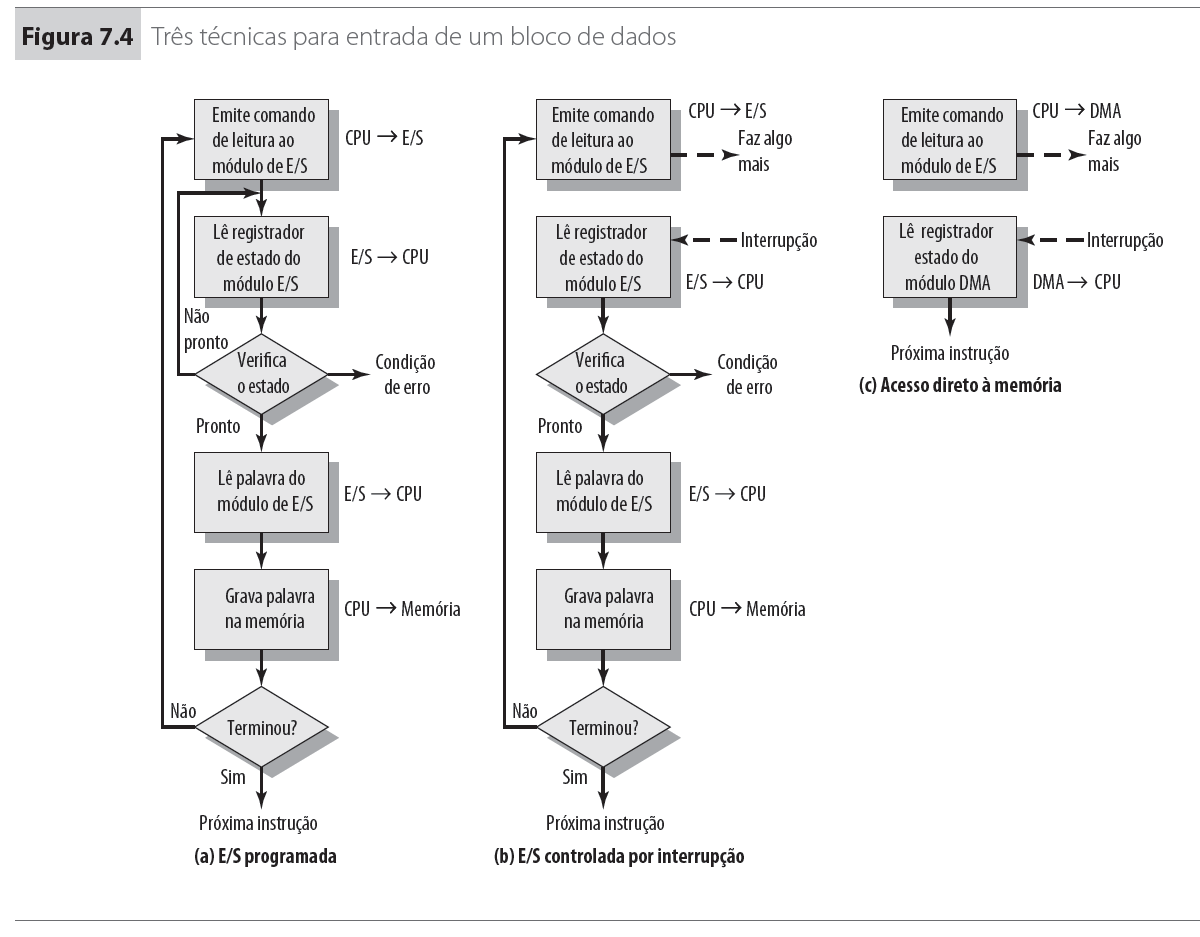 Figura 7.4 Três técnicas para entrada de um bloco de dados
Emite comando
de leitura ao
módulo de E/S
CPU → E/S
Lê registrador
de estado do
módulo E/S
E/S → CPU
Não
pronto
Verifica
o estado
Condição
de erro
Pronto
Lê palavra do
módulo de E/S
E/S → CPU
Grava palavra
na memória
CPU → Memória
Não
Terminou?
Sim
Próxima instrução
(a) E/S programada
Emite comando
de leitura ao
módulo de E/S
CPU → E/S
Faz algo
mais
Lê registrador
de estado do
módulo E/S
Interrupção
E/S → CPU
Verifica
o estado
Condição
de erro
Pronto
Lê palavra do
módulo de E/S
E/S → CPU
Grava palavra
na memória
CPU → Memória
Não
Terminou?
Sim
Próxima instrução
(b) E/S controlada por interrupção
Emite comando
de leitura ao
módulo de E/S
CPU → DMA
Faz algo
mais
Lê registrador
estado do
módulo DMA
Interrupção
DMA → CPU
Próxima instrução
(c) Acesso direto à memória